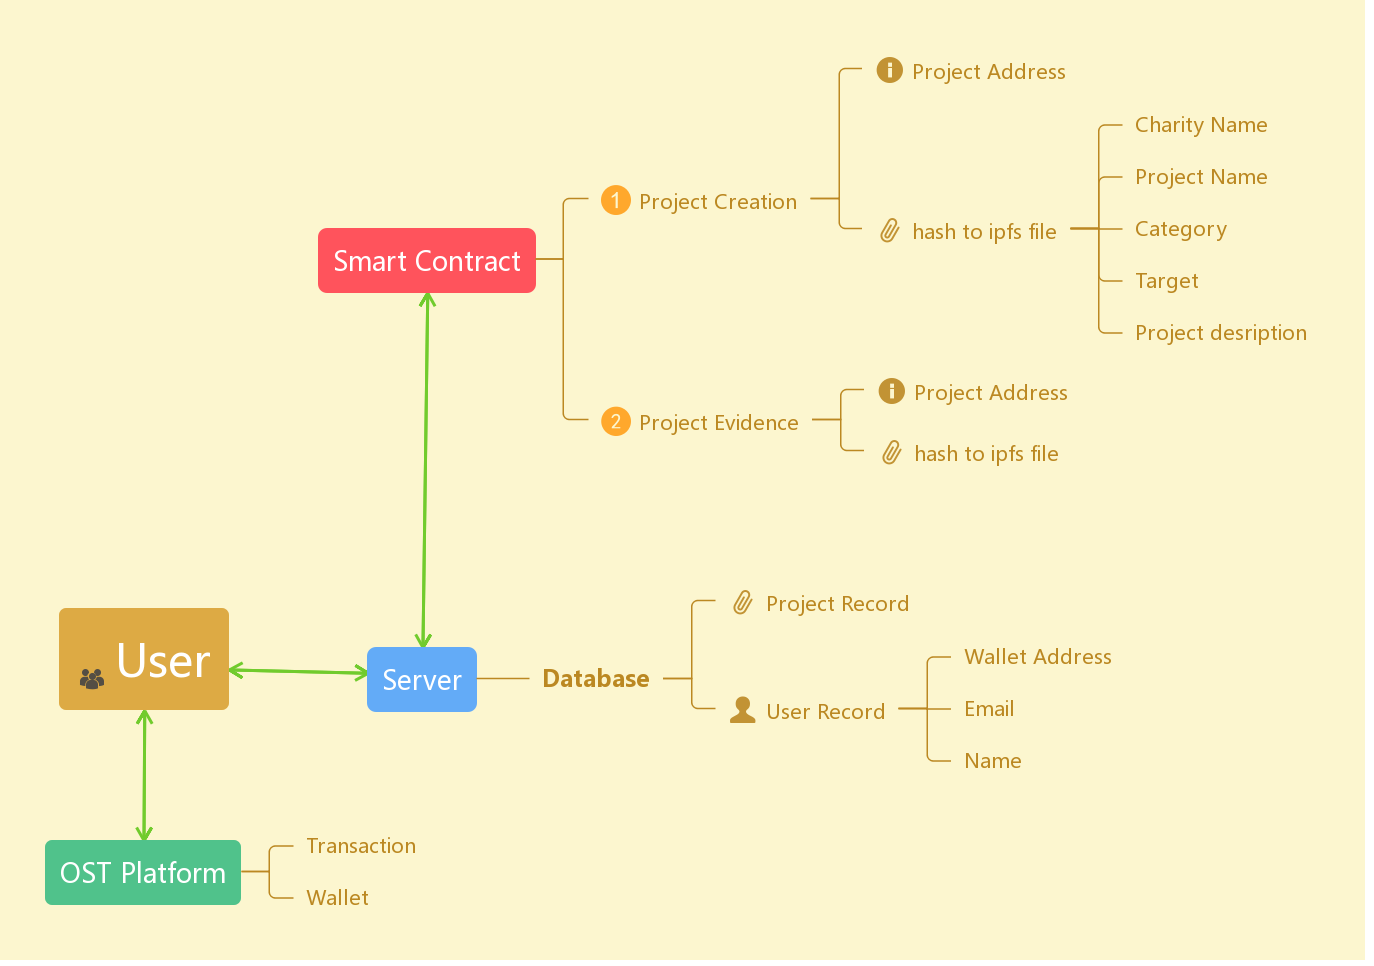 Project Address
Charity Name
Project Name
1 Project Creation
hash to ipfs file
Category
Smart Contract
Target
Project desription
Project Address
2 Project Evidence
hash to ipfs file
Project Record
User
Wallet Address
Server
Database
User Record
Email
Name
Transaction
OST Platform
Wallet